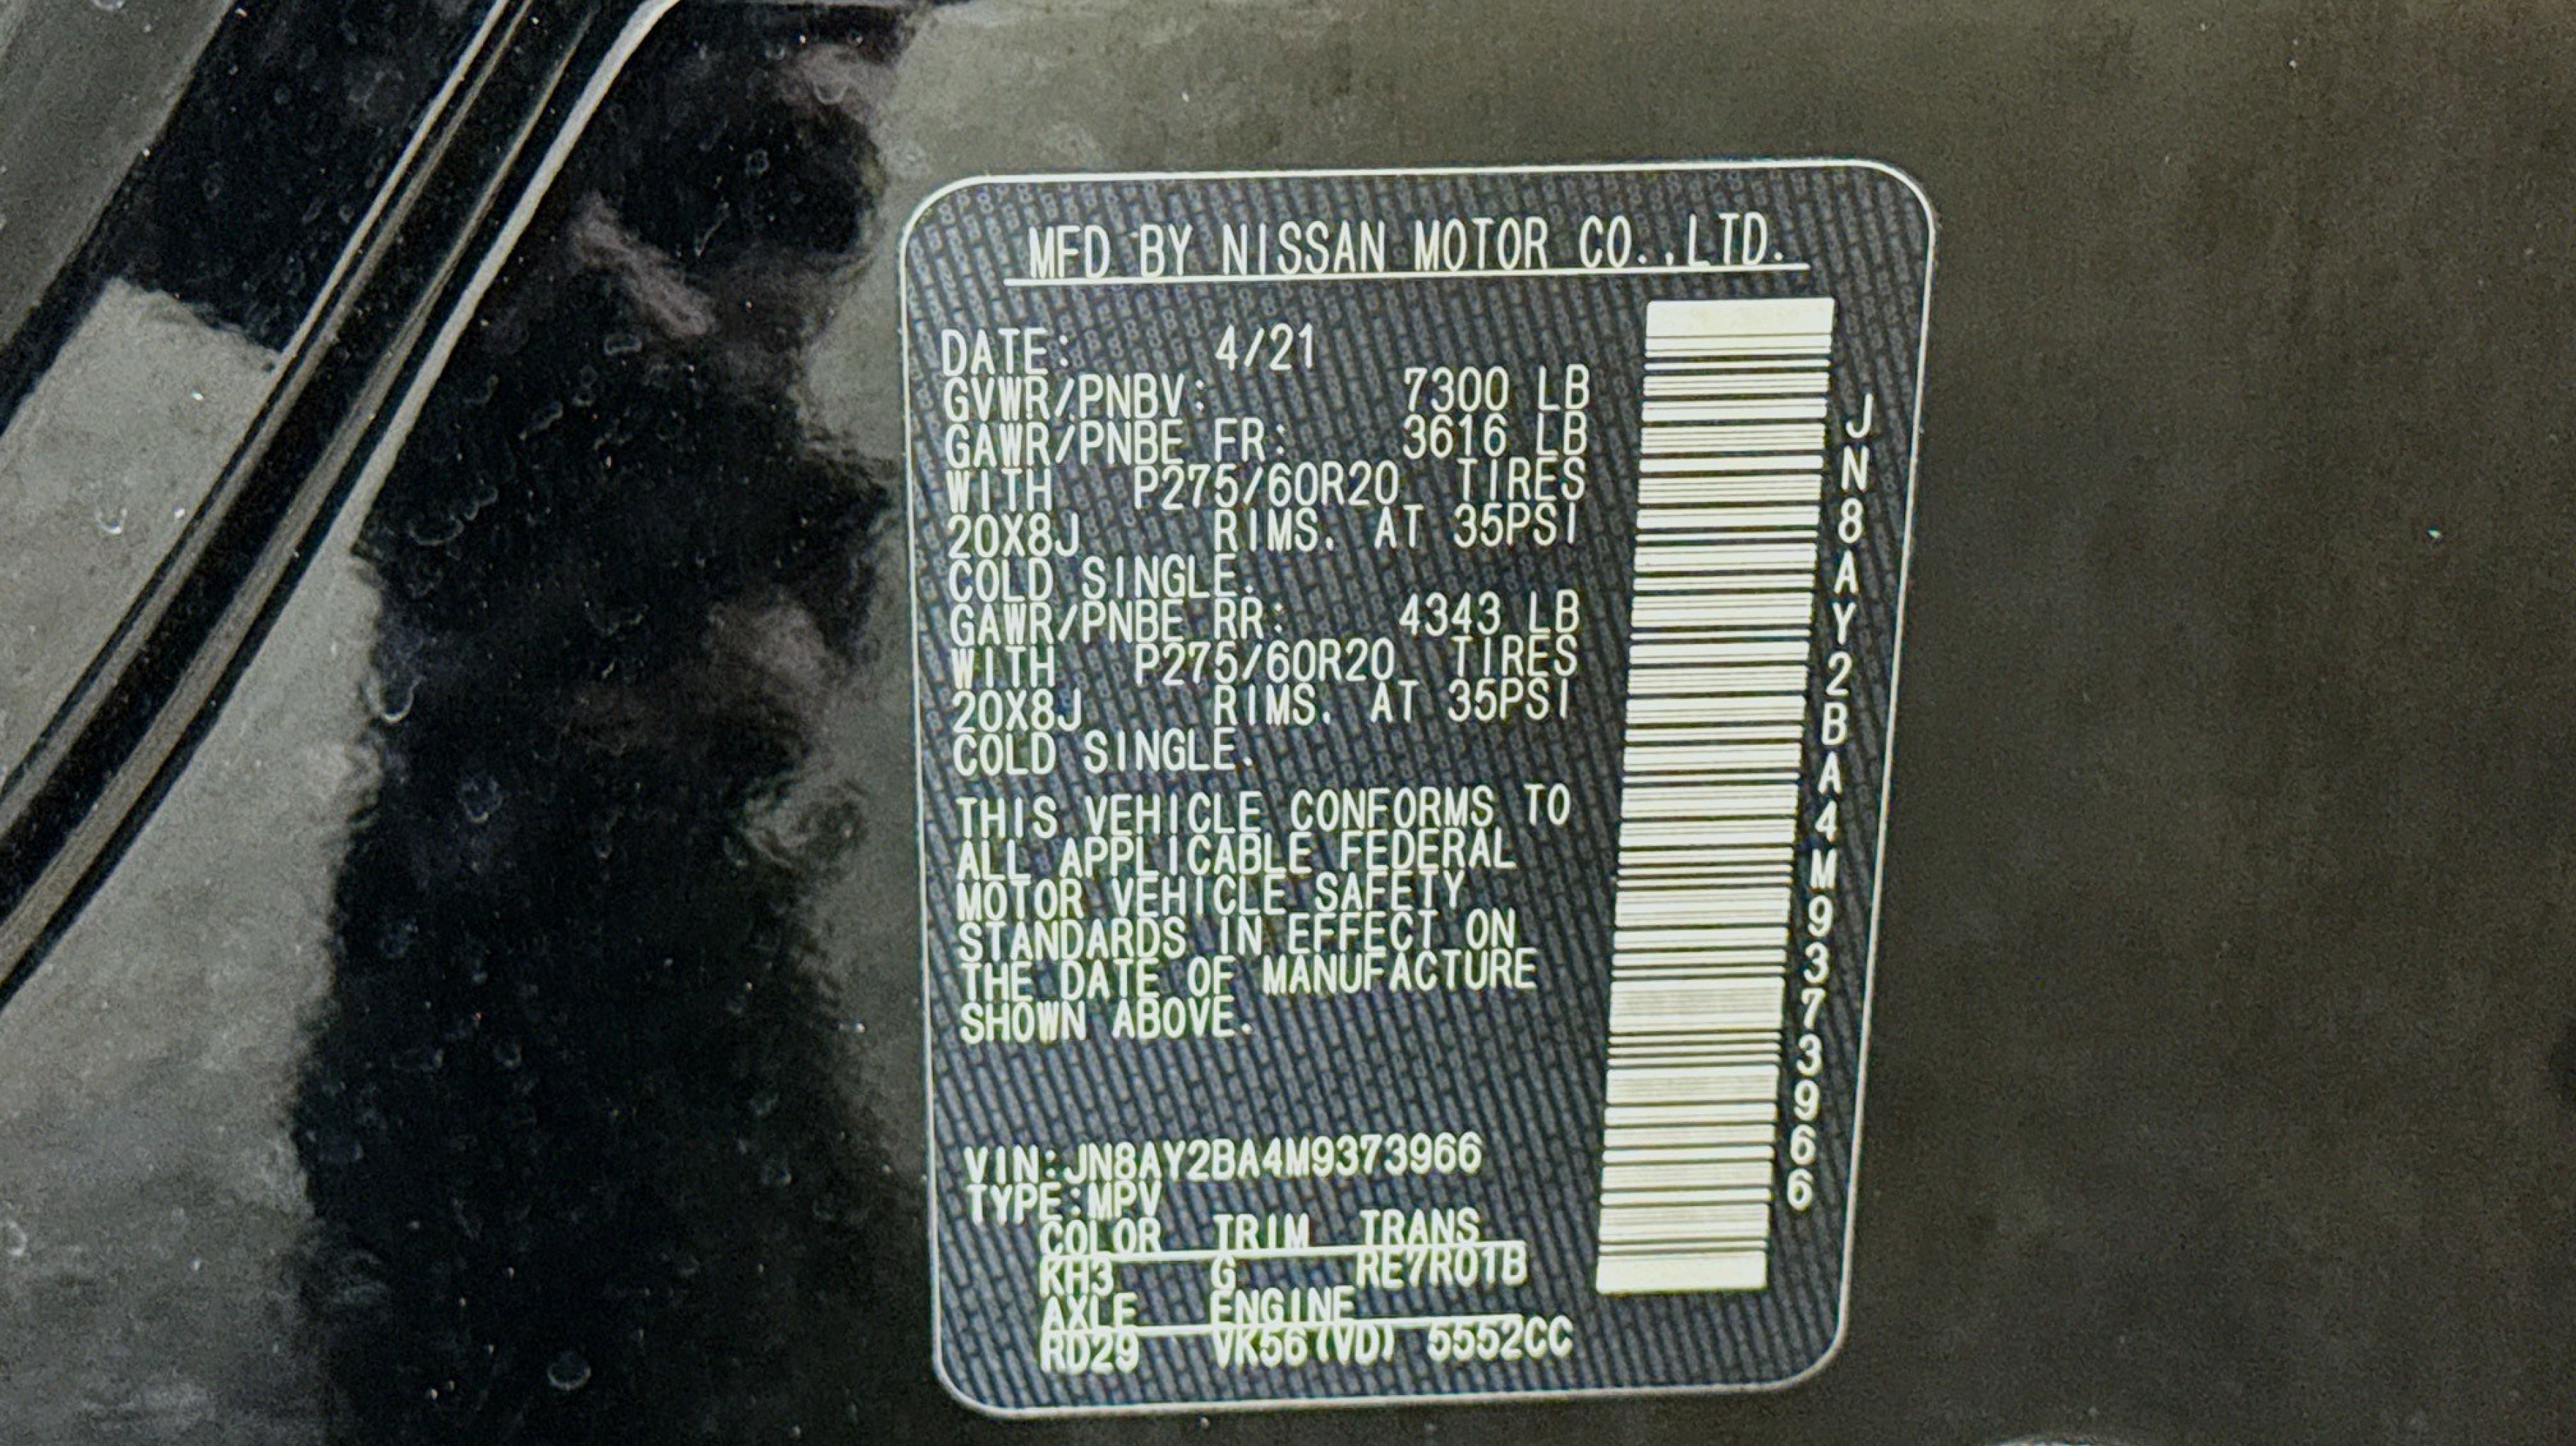 MFD BY NISSAN MOTOR CO.,LTD.
DATE: 4/21
GVWR/PNBV: 7300 LB
GAWR/PNBE FR: 3616 LB
WITH P275/60R20 TIRES
20X8J RIMS. AT 35PSI
COLD SINGLE.
GAWR/PNBE RR: 4343 LB
WITH P275/60R20 TIRES
20X8J RIMS. AT 35PSI
COLD SINGLE.
THIS VEHICLE CONFORMS TO
ALL APPLICABLE FEDERAL
MOTOR VEHICLE SAFETY
STANDARDS IN EFFECT ON
THE DATE OF MANUFACTURE
SHOWN ABOVE.
VIN:JN8AY2BA4M9373966
TYPE:MPV
COLOR TRIM TRANS
KH3 G RE7R01B
AXLE ENGINE
RD29 VK56(VD) 5552CC
JN8AY2BA4M9373966